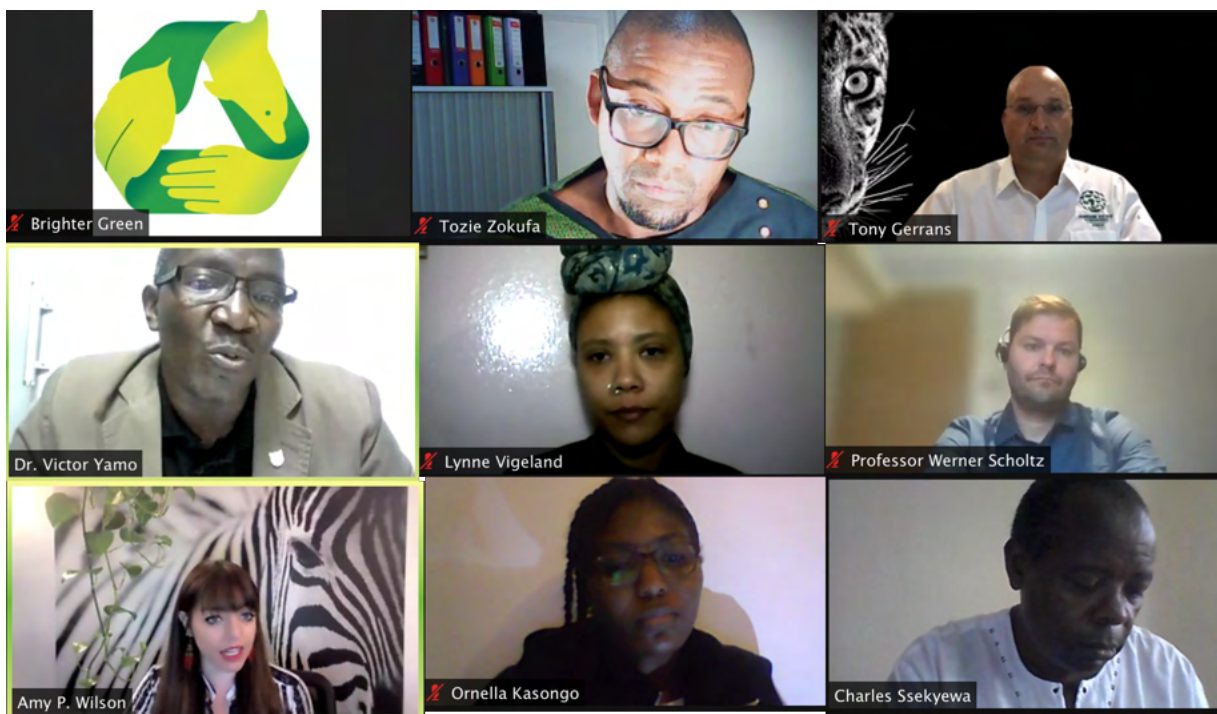 Brighter Green
Tozie Zokufa
Tony Gerrans
Dr. Victor Yamo
Lynne Vigeland
Professor Werner Scholtz
Amy P. Wilson
Ornella Kasongo
Charles Ssekyewa